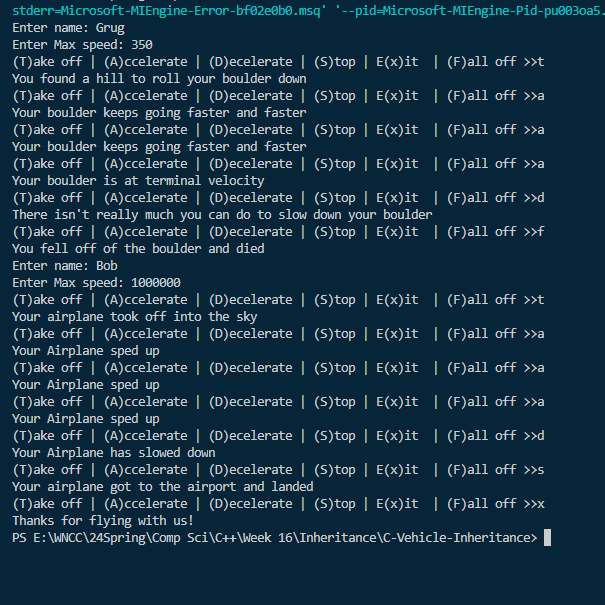 stderr=Microsoft-MIEngine-Error-bf02e0b0.msq' '--pid=Microsoft-MIEngine-Pid-pu003oa5.
Enter name: Grug
Enter Max speed: 350
(T)ake off | (A)ccelerate | (D)ecelerate | (S)top | E(x)it  | (F)all off >>t
You found a hill to roll your boulder down
(T)ake off | (A)ccelerate | (D)ecelerate | (S)top | E(x)it  | (F)all off >>a
Your boulder keeps going faster and faster
(T)ake off | (A)ccelerate | (D)ecelerate | (S)top | E(x)it  | (F)all off >>a
Your boulder keeps going faster and faster
(T)ake off | (A)ccelerate | (D)ecelerate | (S)top | E(x)it  | (F)all off >>a
Your boulder is at terminal velocity
(T)ake off | (A)ccelerate | (D)ecelerate | (S)top | E(x)it  | (F)all off >>d
There isn't really much you can do to slow down your boulder
(T)ake off | (A)ccelerate | (D)ecelerate | (S)top | E(x)it  | (F)all off >>f
You fell off of the boulder and died
Enter name: Bob
Enter Max speed: 1000000
(T)ake off | (A)ccelerate | (D)ecelerate | (S)top | E(x)it  | (F)all off >>t
Your airplane took off into the sky
(T)ake off | (A)ccelerate | (D)ecelerate | (S)top | E(x)it  | (F)all off >>a
Your Airplane sped up
(T)ake off | (A)ccelerate | (D)ecelerate | (S)top | E(x)it  | (F)all off >>a
Your Airplane sped up
(T)ake off | (A)ccelerate | (D)ecelerate | (S)top | E(x)it  | (F)all off >>a
Your Airplane sped up
(T)ake off | (A)ccelerate | (D)ecelerate | (S)top | E(x)it  | (F)all off >>d
Your Airplane has slowed down
(T)ake off | (A)ccelerate | (D)ecelerate | (S)top | E(x)it  | (F)all off >>s
Your airplane got to the airport and landed
(T)ake off | (A)ccelerate | (D)ecelerate | (S)top | E(x)it  | (F)all off >>x
Thanks for flying with us!
PS E:\WNCC\24Spring\Comp Sci\C++\Week 16\Inheritance\C-Vehicle-Inheritance>